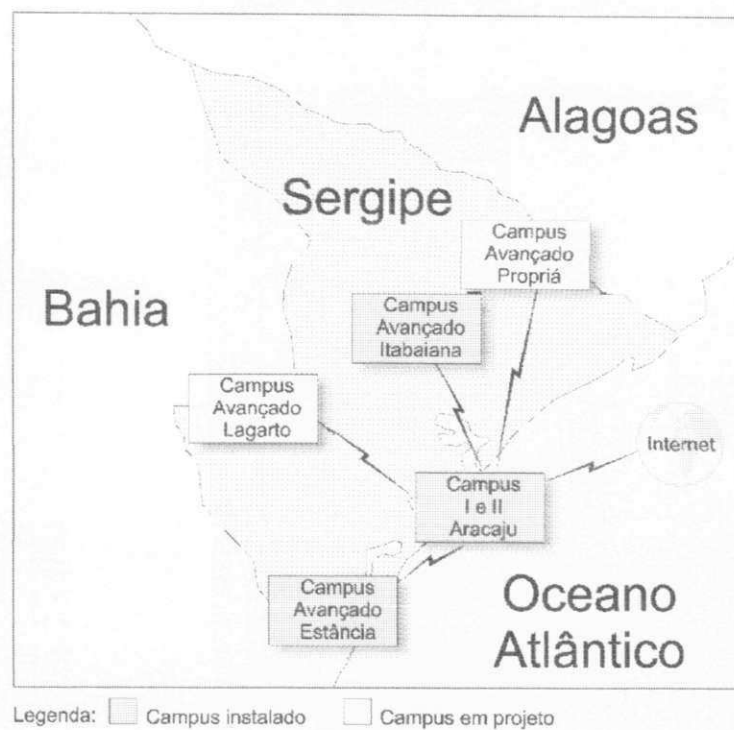 Alagoas
Sergipe
Campus
Avançado
Propriá
Bahia
Campus
Avançado
Itabaiana
Campus
Avançado
Lagarto
Internet
Campus
I e II
Aracaju
Campus
Avançado
Estância
Oceano
Atlântico
Legenda: Campus instalado Campus em projeto